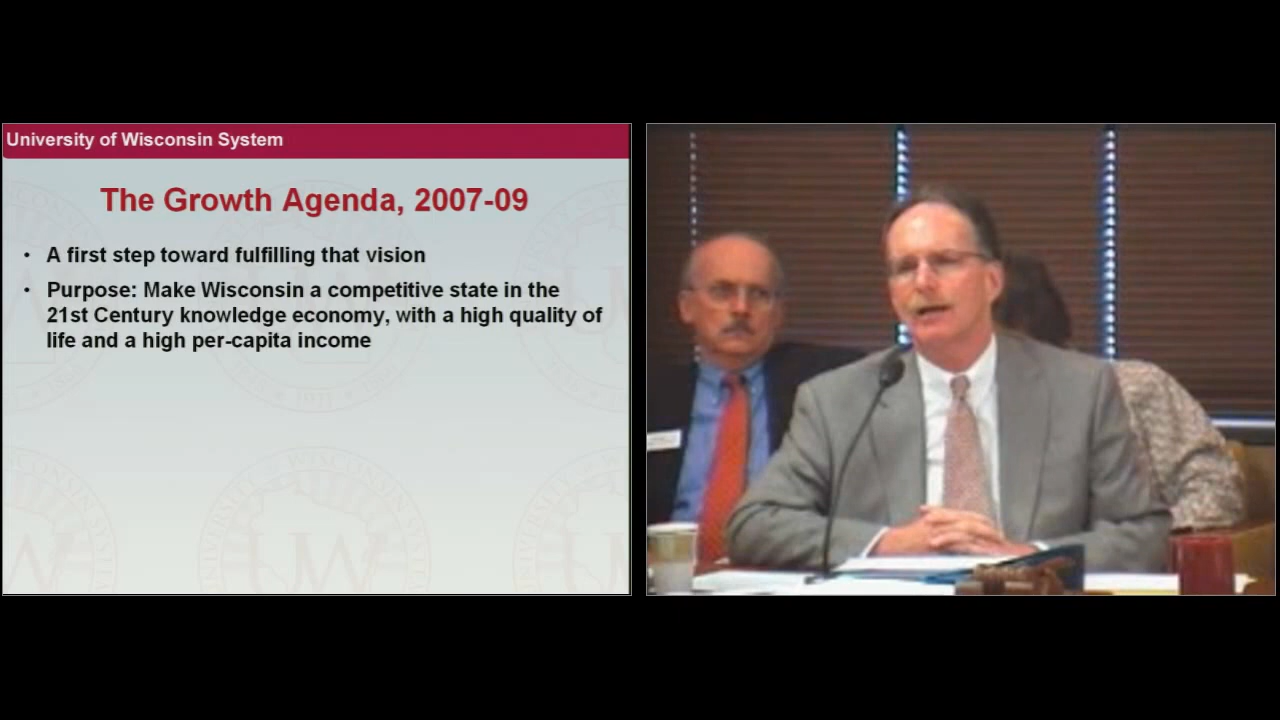 University of Wisconsin System
The Growth Agenda, 2007-09
• A first step toward fulfilling that vision
• Purpose: Make Wisconsin a competitive state in the
21st Century knowledge economy, with a high quality of
life and a high per-capita income